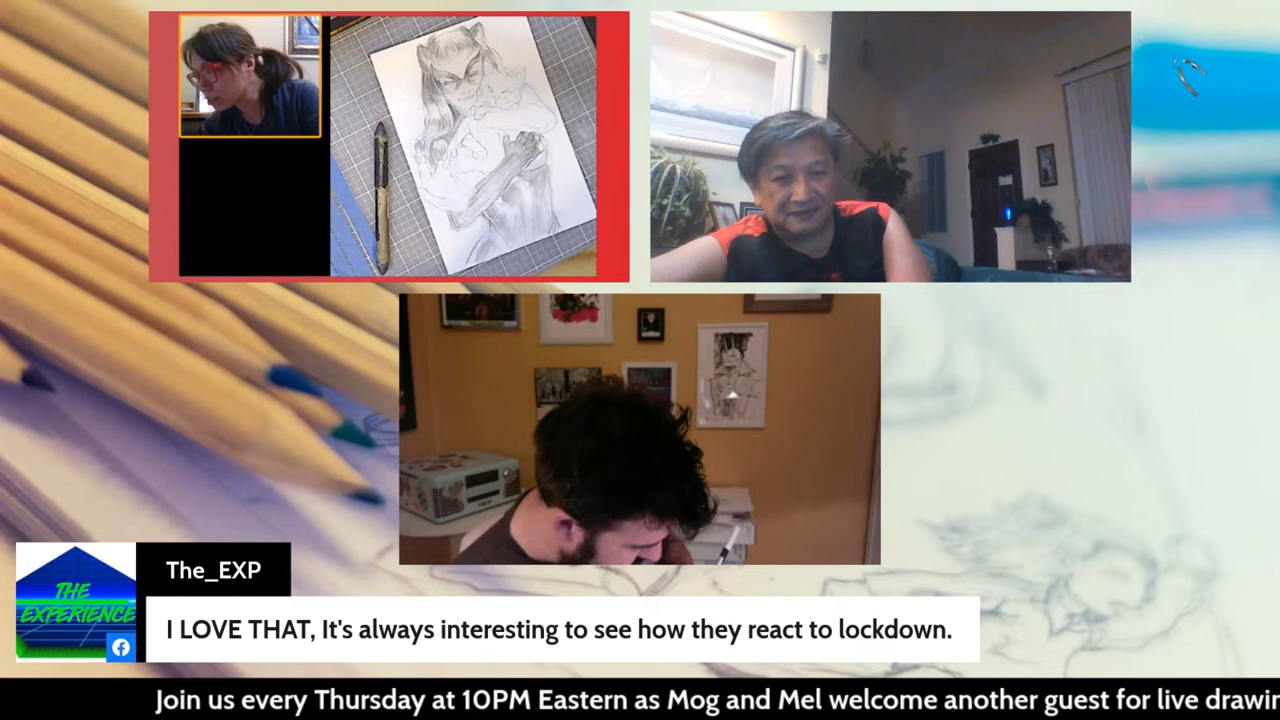 THE
EXPERIENCE
The_EXP
I LOVE THAT, It's always interesting to see how they react to lockdown.
Join us every Thursday at 10PM Eastern as Mog and Mel welcome another guest for live drawin